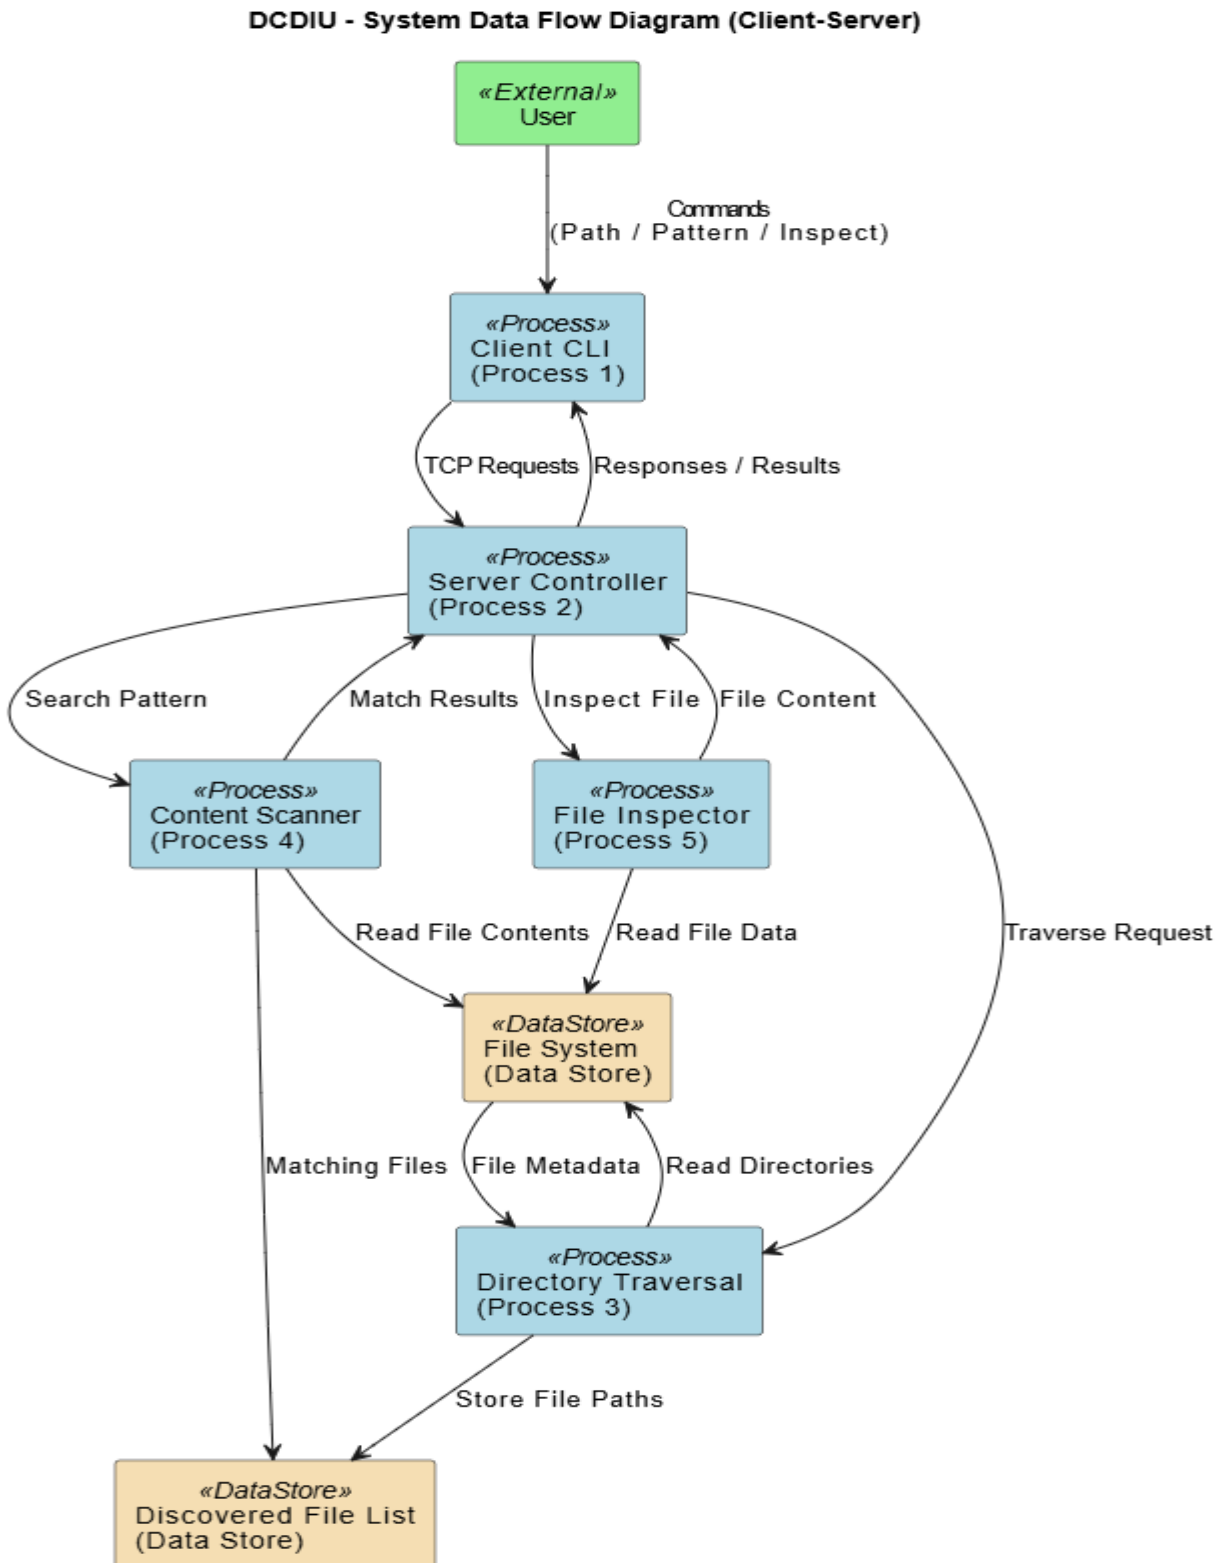 DCDIU - System Data Flow Diagram (Client-Server)
«External»
User
Commands
(Path / Pattern / Inspect)
«Process»
Client CLI
(Process 1)
TCP Requests
Responses / Results
«Process»
Server Controller
(Process 2)
Search Pattern
Match Results
Inspect File
File Content
«Process»
Content Scanner
(Process 4)
«Process»
File Inspector
(Process 5)
Read File Contents
Read File Data
Traverse Request
«DataStore»
File System
(Data Store)
Matching Files
File Metadata
Read Directories
«Process»
Directory Traversal
(Process 3)
Store File Paths
«DataStore»
Discovered File List
(Data Store)